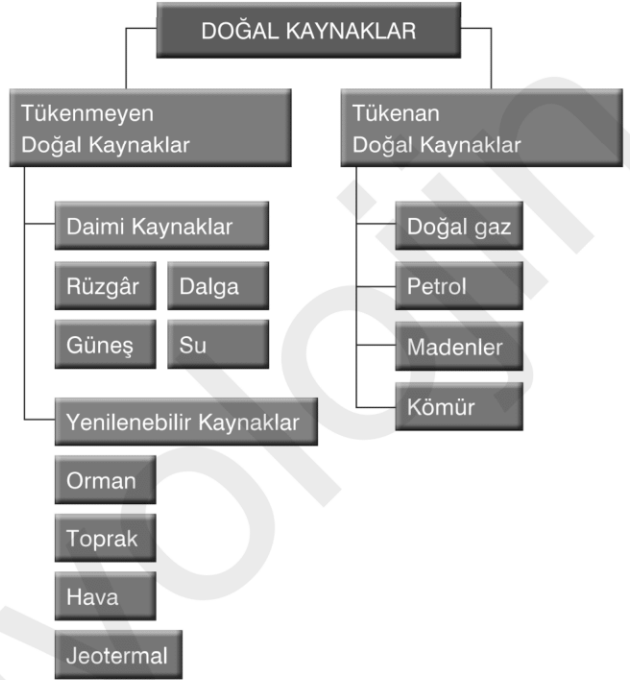 DOĞAL KAYNAKLAR
Tükenmeyen
Doğal Kaynaklar
Daimi Kaynaklar
Rüzgâr
Dalga
Güneş
Su
Yenilenebilir Kaynaklar
Orman
Toprak
Hava
Jeotermal
Tükenan
Doğal Kaynaklar
Doğal gaz
Petrol
Madenler
Kömür